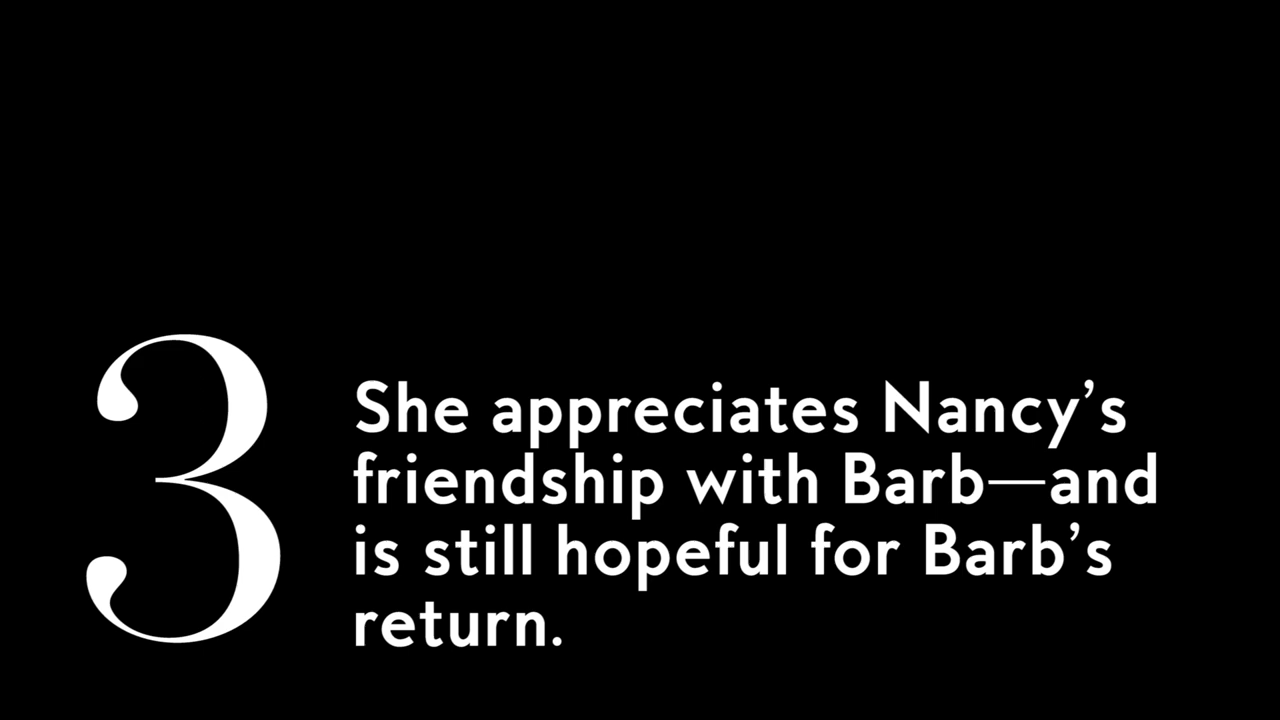 3
She appreciates Nancy’s
friendship with Barb—and
is still hopeful for Barb’s
return.